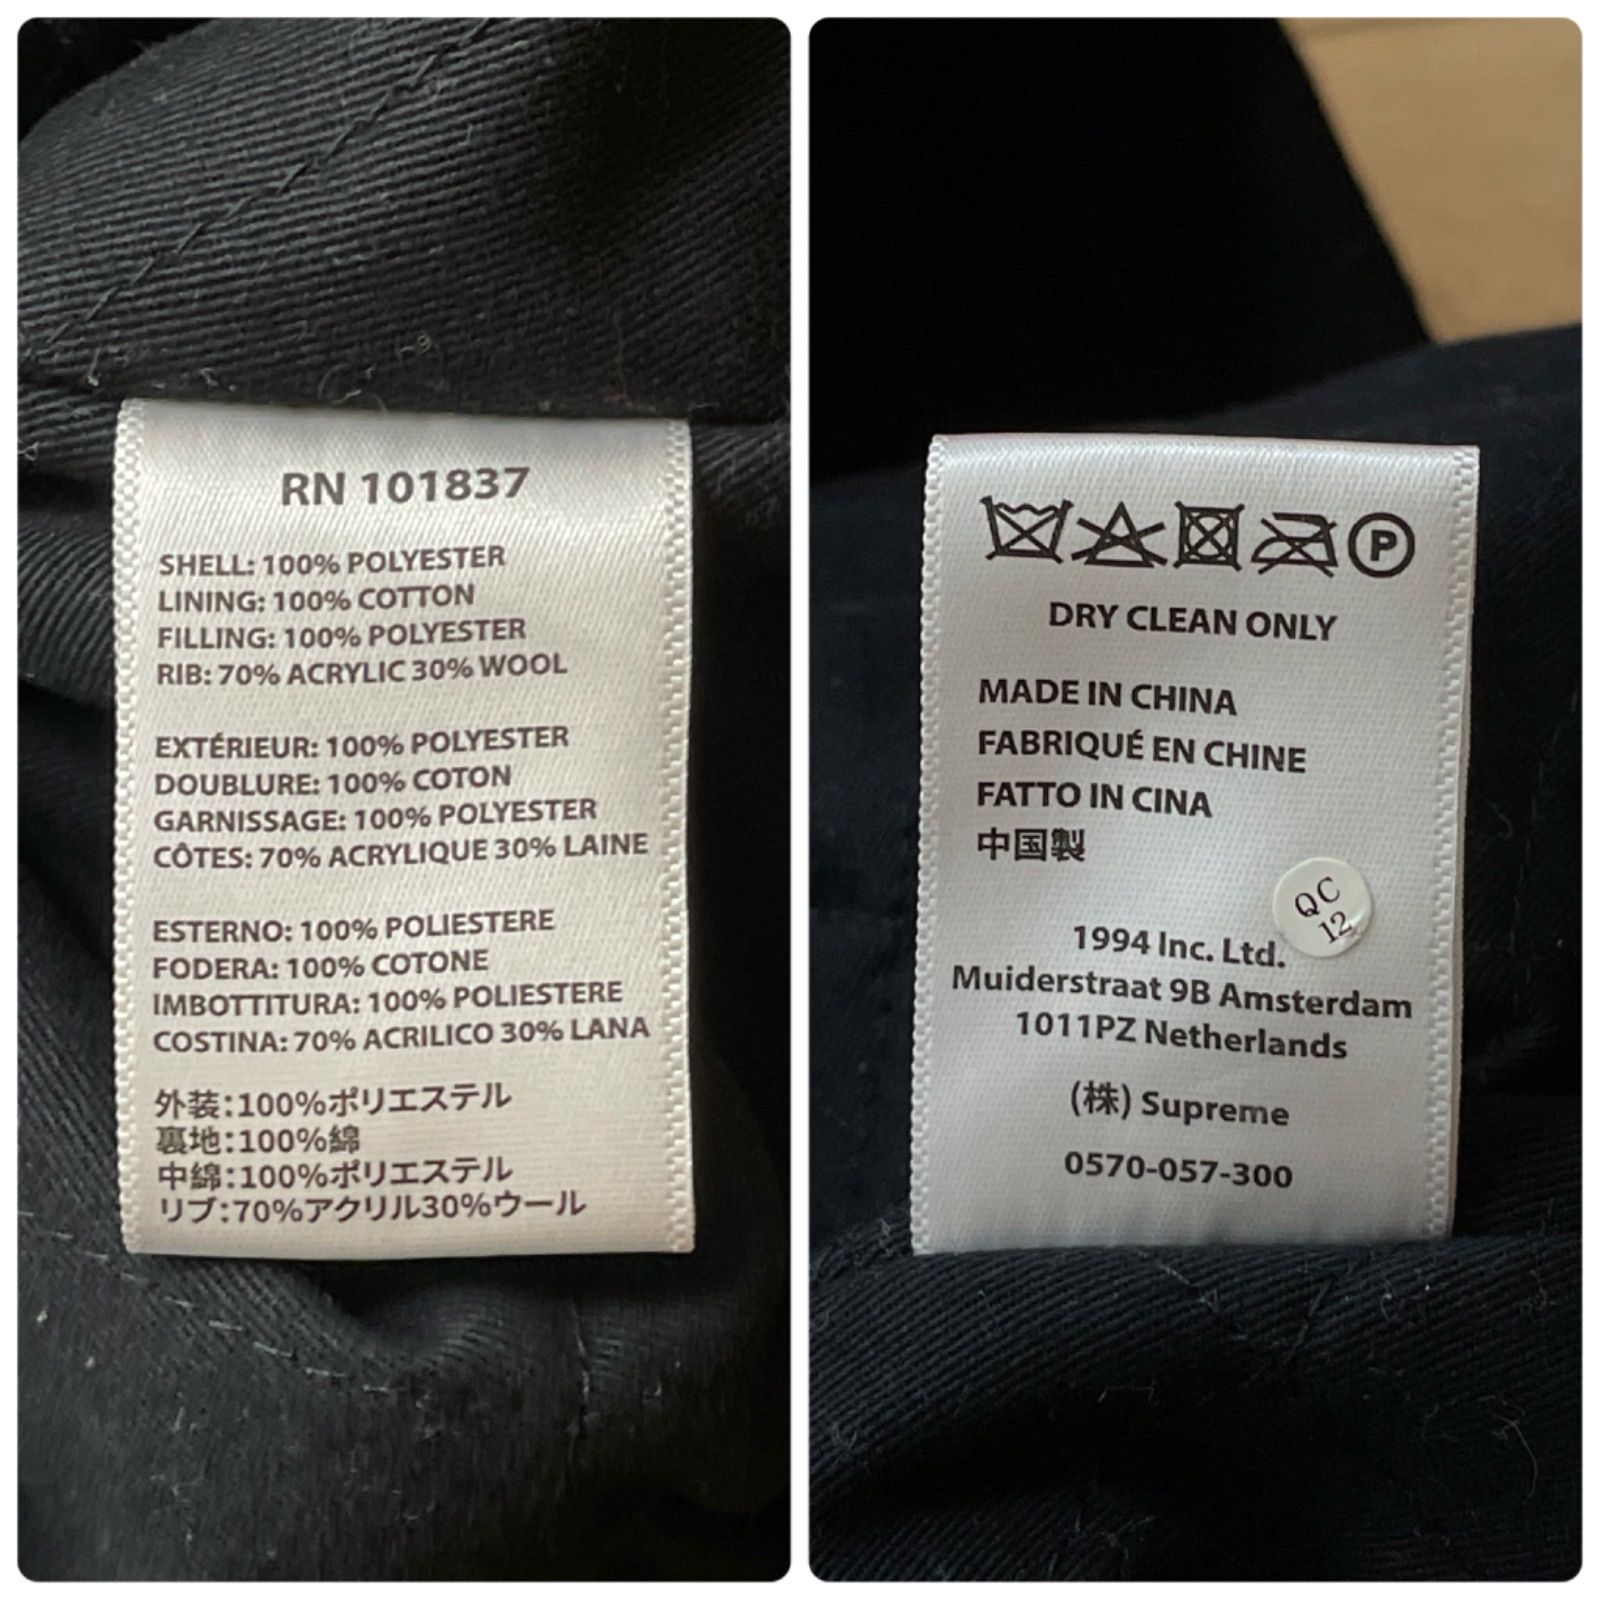 RN 101837
SHELL: 100% POLYESTER
LINING: 100% COTTON
FILLING: 100% POLYESTER
RIB: 70% ACRYLIC 30% WOOL
EXTÉRIEUR: 100% POLYESTER
DOUBLURE: 100% COTON
GARNISSAGE: 100% POLYESTER
CÔTES: 70% ACRYLIQUE 30% LAINE
ESTERNO: 100% POLIESTERE
FODERA: 100% COTONE
IMBOTTITURA: 100% POLIESTERE
COSTINA: 70% ACRILICO 30% LANA
外装:100%ポリエステル
裏地:100%綿
中綿:100%ポリエステル
リブ:70%アクリル30%ウール
P
DRY CLEAN ONLY
MADE IN CHINA
FABRIQUÉ EN CHINE
FATTO IN CINA
中国製
QC
12
1994 Inc. Ltd.
Muiderstraat 9B Amsterdam
1011PZ Netherlands
(株) Supreme
0570-057-300